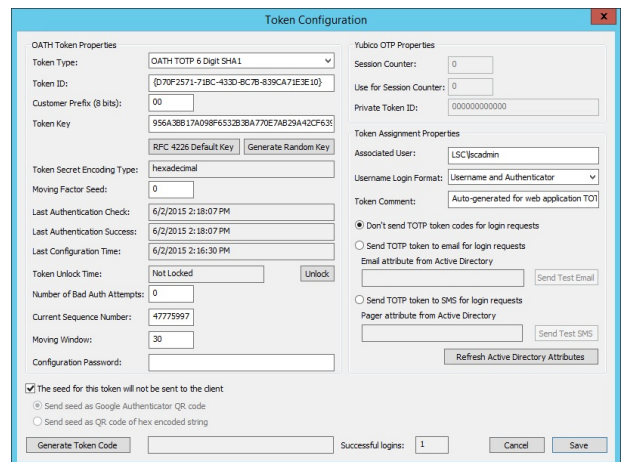 Token Configuration
x
OATH Token Properties
Token Type:
OATH TOTP 6 Digit SHA1
Token ID:
{D70F2571-71BC-433D-BC7B-839CA71E3E10}
Customer Prefix (8 bits):
00
Token Key
956A3BB17A098F6532B3BA770E7AB29A42CF639
RFC 4226 Default Key
Generate Random Key
Token Secret Encoding Type:
hexadecimal
Moving Factor Seed:
0
Last Authentication Check:
6/2/2015 2:18:07 PM
Last Authentication Success:
6/2/2015 2:18:07 PM
Last Configuration Time:
6/2/2015 2:16:30 PM
Token Unlock Time:
Not Locked
Unlock
Number of Bad Auth Attempts:
0
Current Sequence Number:
47775997
Moving Window:
30
Configuration Password:
Yubico OTP Properties
Session Counter:
0
Use for Session Counter:
0
Private Token ID:
000000000000
Token Assignment Properties
Associated User:
LSC\lscadmin
Username Login Format:
Username and Authenticator
Token Comment:
Auto-generated for web application TOT
Don't send TOTP token codes for login requests
Send TOTP token to email for login requests
Email attribute from Active Directory
Send Test Email
Send TOTP token to SMS for login requests
Pager attribute from Active Directory
Send Test SMS
Refresh Active Directory Attributes
The seed for this token will not be sent to the client
Send seed as Google Authenticator QR code
Send seed as QR code of hex encoded string
Generate Token Code
Successful logins:
1
Cancel
Save